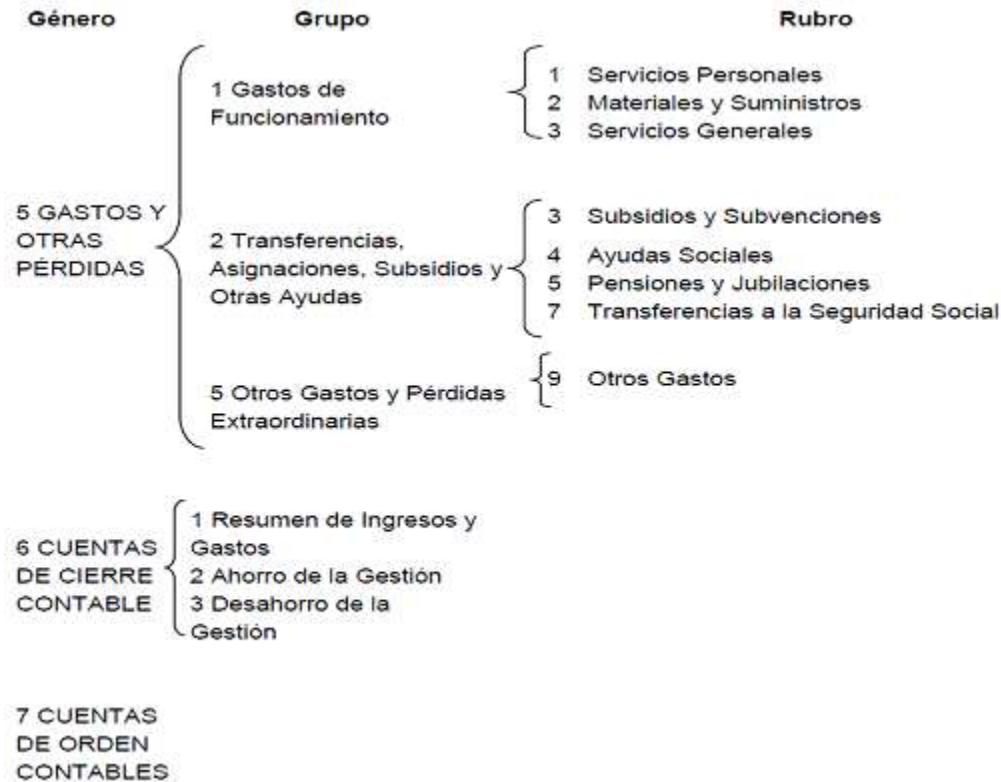 Género Grupo Rubro
1 Gastos de
Funcionamiento
1 Servicios Personales
2 Materiales y Suministros
3 Servicios Generales
5 GASTOS Y
OTRAS
PÉRDIDAS
2 Transferencias,
Asignaciones, Subsidios y
Otras Ayudas
3 Subsidios y Subvenciones
4 Ayudas Sociales
5 Pensiones y Jubilaciones
7 Transferencias a la Seguridad Social
5 Otros Gastos y Pérdidas
Extraordinarias
9 Otros Gastos
6 CUENTAS
DE CIERRE
CONTABLE
1 Resumen de Ingresos y
Gastos
2 Ahorro de la Gestión
3 Desahorro de la
Gestión
7 CUENTAS
DE ORDEN
CONTABLES